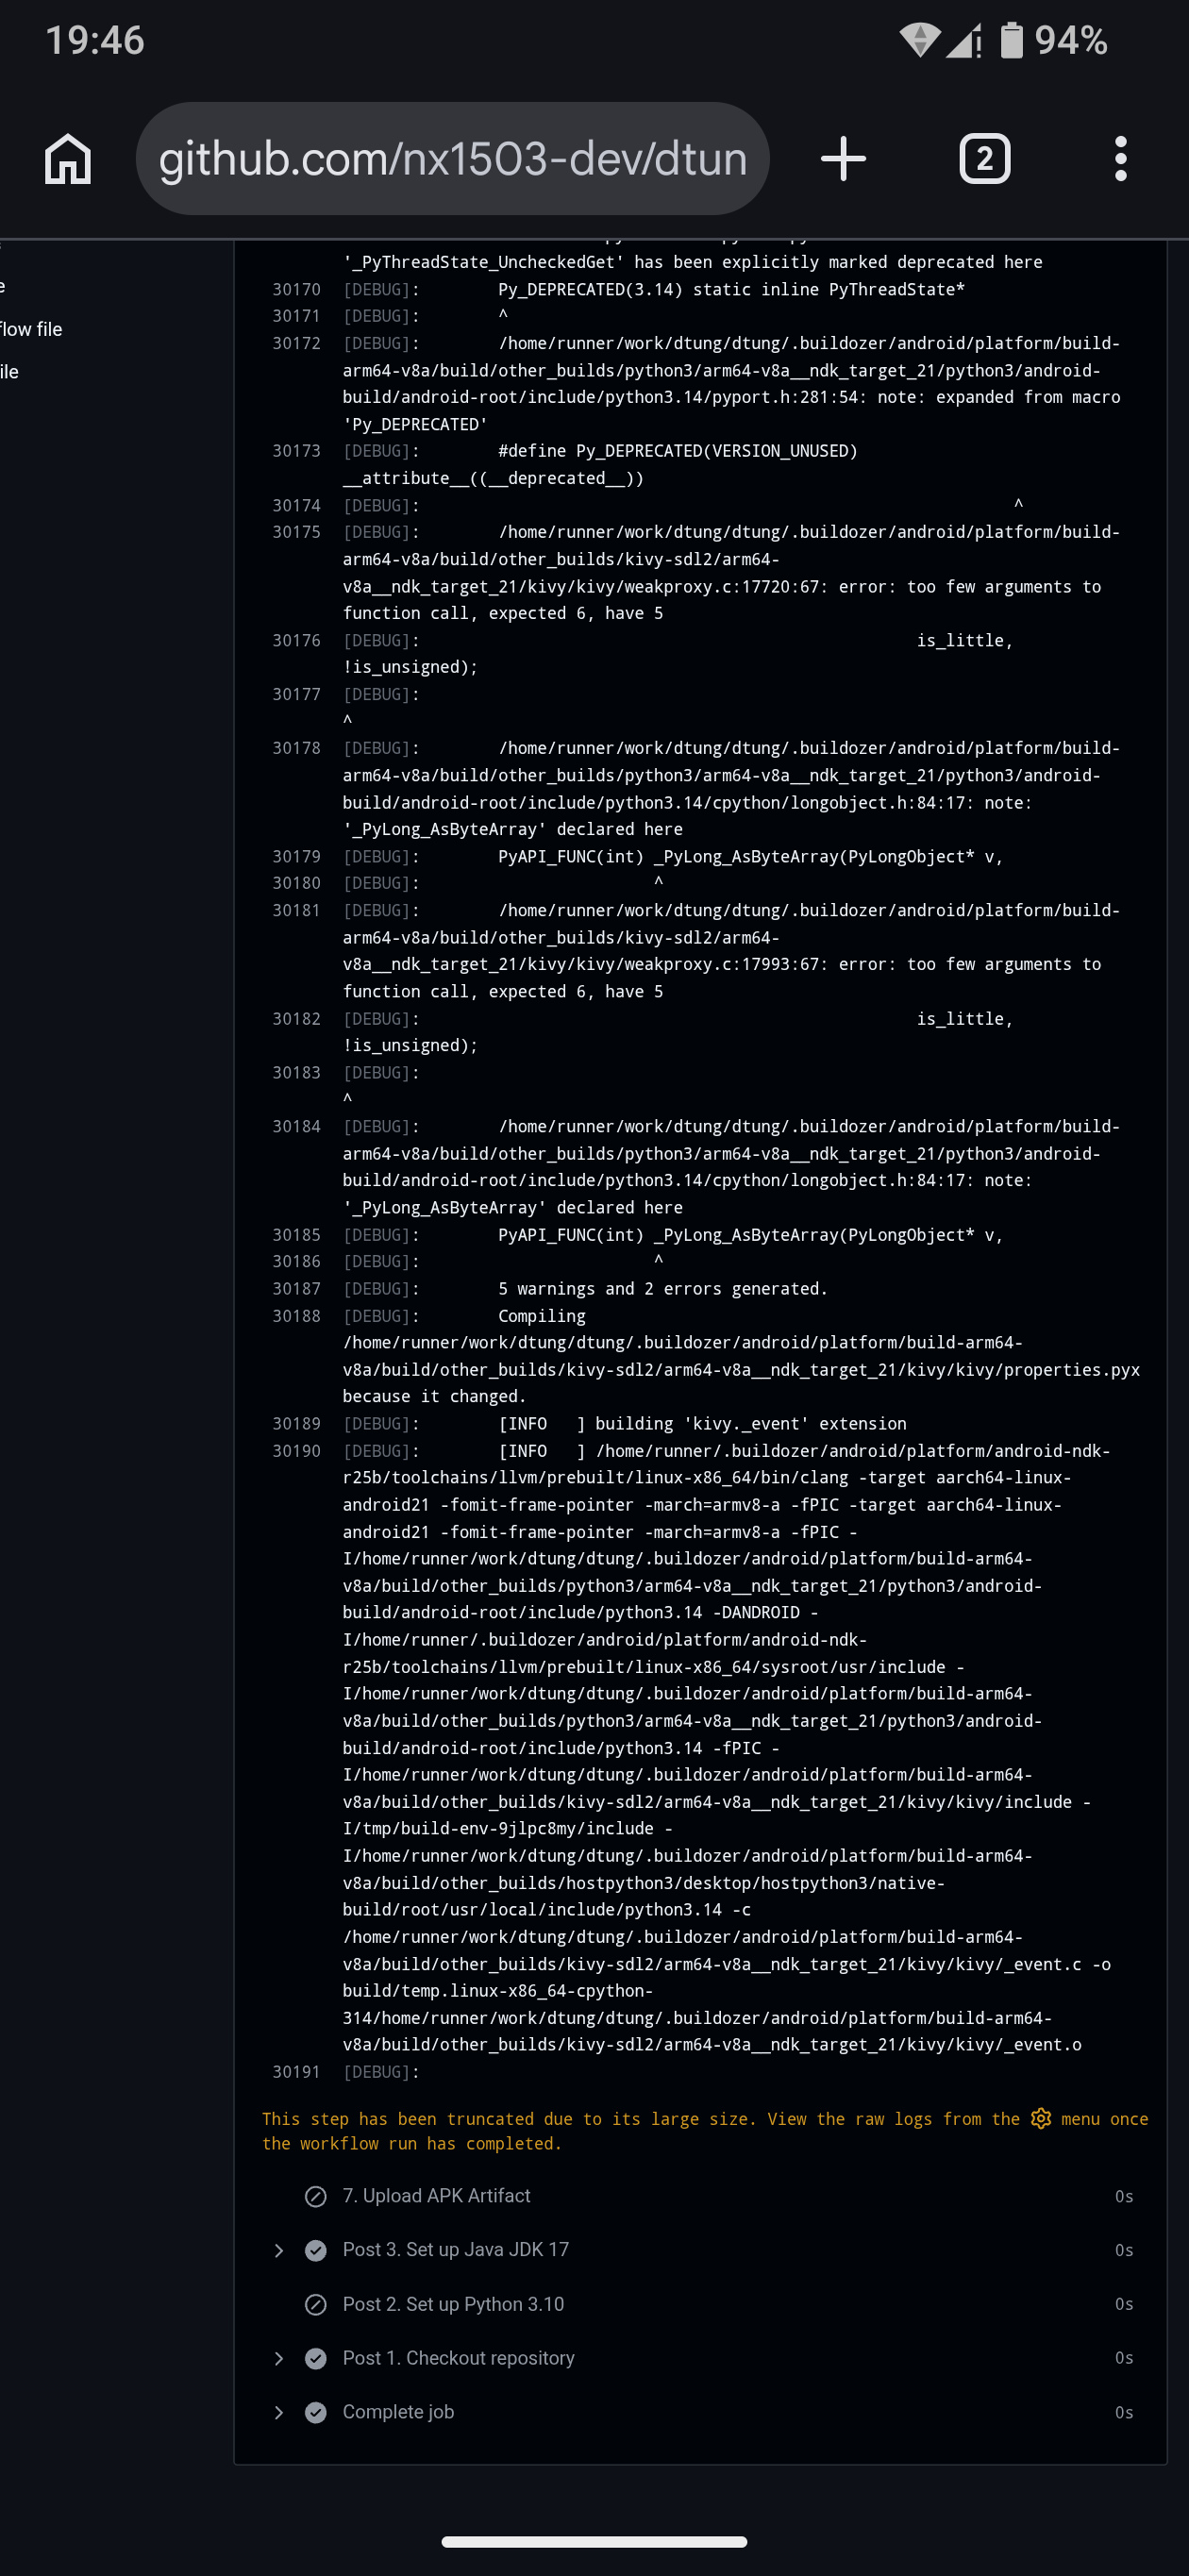 19:46
94%
github.com/nx1503-dev/dtun
2
e
flow file
ile
'_PyThreadState_UncheckedGet' has been explicitly marked deprecated here
30170 [DEBUG]: Py_DEPRECATED(3.14) static inline PyThreadState*
30171 [DEBUG]: ^
30172 [DEBUG]: /home/runner/work/dtung/dtung/.buildozer/android/platform/build-
arm64-v8a/build/other_builds/python3/arm64-v8a__ndk_target_21/python3/android-
build/android-root/include/python3.14/pyport.h:281:54: note: expanded from macro
'Py_DEPRECATED'
30173 [DEBUG]: #define Py_DEPRECATED(VERSION_UNUSED)
__attribute__((__deprecated__))
30174 [DEBUG]: ^
30175 [DEBUG]: /home/runner/work/dtung/dtung/.buildozer/android/platform/build-
arm64-v8a/build/other_builds/kivy-sdl2/arm64-
v8a__ndk_target_21/kivy/kivy/weakproxy.c:17720:67: error: too few arguments to
function call, expected 6, have 5
30176 [DEBUG]: is_little,
!is_unsigned);
30177 [DEBUG]:
^
30178 [DEBUG]: /home/runner/work/dtung/dtung/.buildozer/android/platform/build-
arm64-v8a/build/other_builds/python3/arm64-v8a__ndk_target_21/python3/android-
build/android-root/include/python3.14/cpython/longobject.h:84:17: note:
'_PyLong_AsByteArray' declared here
30179 [DEBUG]: PyAPI_FUNC(int) _PyLong_AsByteArray(PyLongObject* v,
30180 [DEBUG]: ^
30181 [DEBUG]: /home/runner/work/dtung/dtung/.buildozer/android/platform/build-
arm64-v8a/build/other_builds/kivy-sdl2/arm64-
v8a__ndk_target_21/kivy/kivy/weakproxy.c:17993:67: error: too few arguments to
function call, expected 6, have 5
30182 [DEBUG]: is_little,
!is_unsigned);
30183 [DEBUG]:
^
30184 [DEBUG]: /home/runner/work/dtung/dtung/.buildozer/android/platform/build-
arm64-v8a/build/other_builds/python3/arm64-v8a__ndk_target_21/python3/android-
build/android-root/include/python3.14/cpython/longobject.h:84:17: note:
'_PyLong_AsByteArray' declared here
30185 [DEBUG]: PyAPI_FUNC(int) _PyLong_AsByteArray(PyLongObject* v,
30186 [DEBUG]: ^
30187 [DEBUG]: 5 warnings and 2 errors generated.
30188 [DEBUG]: Compiling
/home/runner/work/dtung/dtung/.buildozer/android/platform/build-arm64-
v8a/build/other_builds/kivy-sdl2/arm64-v8a__ndk_target_21/kivy/kivy/properties.pyx
because it changed.
30189 [DEBUG]: [INFO   ] building 'kivy._event' extension
30190 [DEBUG]: [INFO   ] /home/runner/.buildozer/android/platform/android-ndk-
r25b/toolchains/llvm/prebuilt/linux-x86_64/bin/clang -target aarch64-linux-
android21 -fomit-frame-pointer -march=armv8-a -fPIC -target aarch64-linux-
android21 -fomit-frame-pointer -march=armv8-a -fPIC -
I/home/runner/work/dtung/dtung/.buildozer/android/platform/build-arm64-
v8a/build/other_builds/python3/arm64-v8a__ndk_target_21/python3/android-
build/android-root/include/python3.14 -DANDROID -
I/home/runner/.buildozer/android/platform/android-ndk-
r25b/toolchains/llvm/prebuilt/linux-x86_64/sysroot/usr/include -
I/home/runner/work/dtung/dtung/.buildozer/android/platform/build-arm64-
v8a/build/other_builds/python3/arm64-v8a__ndk_target_21/python3/android-
build/android-root/include/python3.14 -fPIC -
I/home/runner/work/dtung/dtung/.buildozer/android/platform/build-arm64-
v8a/build/other_builds/kivy-sdl2/arm64-v8a__ndk_target_21/kivy/kivy/include -
I/tmp/build-env-9jlpc8my/include -
I/home/runner/work/dtung/dtung/.buildozer/android/platform/build-arm64-
v8a/build/other_builds/hostpython3/desktop/hostpython3/native-
build/root/usr/local/include/python3.14 -c
/home/runner/work/dtung/dtung/.buildozer/android/platform/build-arm64-
v8a/build/other_builds/kivy-sdl2/arm64-v8a__ndk_target_21/kivy/kivy/_event.c -o
build/temp.linux-x86_64-cpython-
314/home/runner/work/dtung/dtung/.buildozer/android/platform/build-arm64-
v8a/build/other_builds/kivy-sdl2/arm64-v8a__ndk_target_21/kivy/kivy/_event.o
30191 [DEBUG]:
This step has been truncated due to its large size. View the raw logs from the menu once
the workflow run has completed.
7. Upload APK Artifact 0s
Post 3. Set up Java JDK 17 0s
Post 2. Set up Python 3.10 0s
Post 1. Checkout repository 0s
Complete job 0s